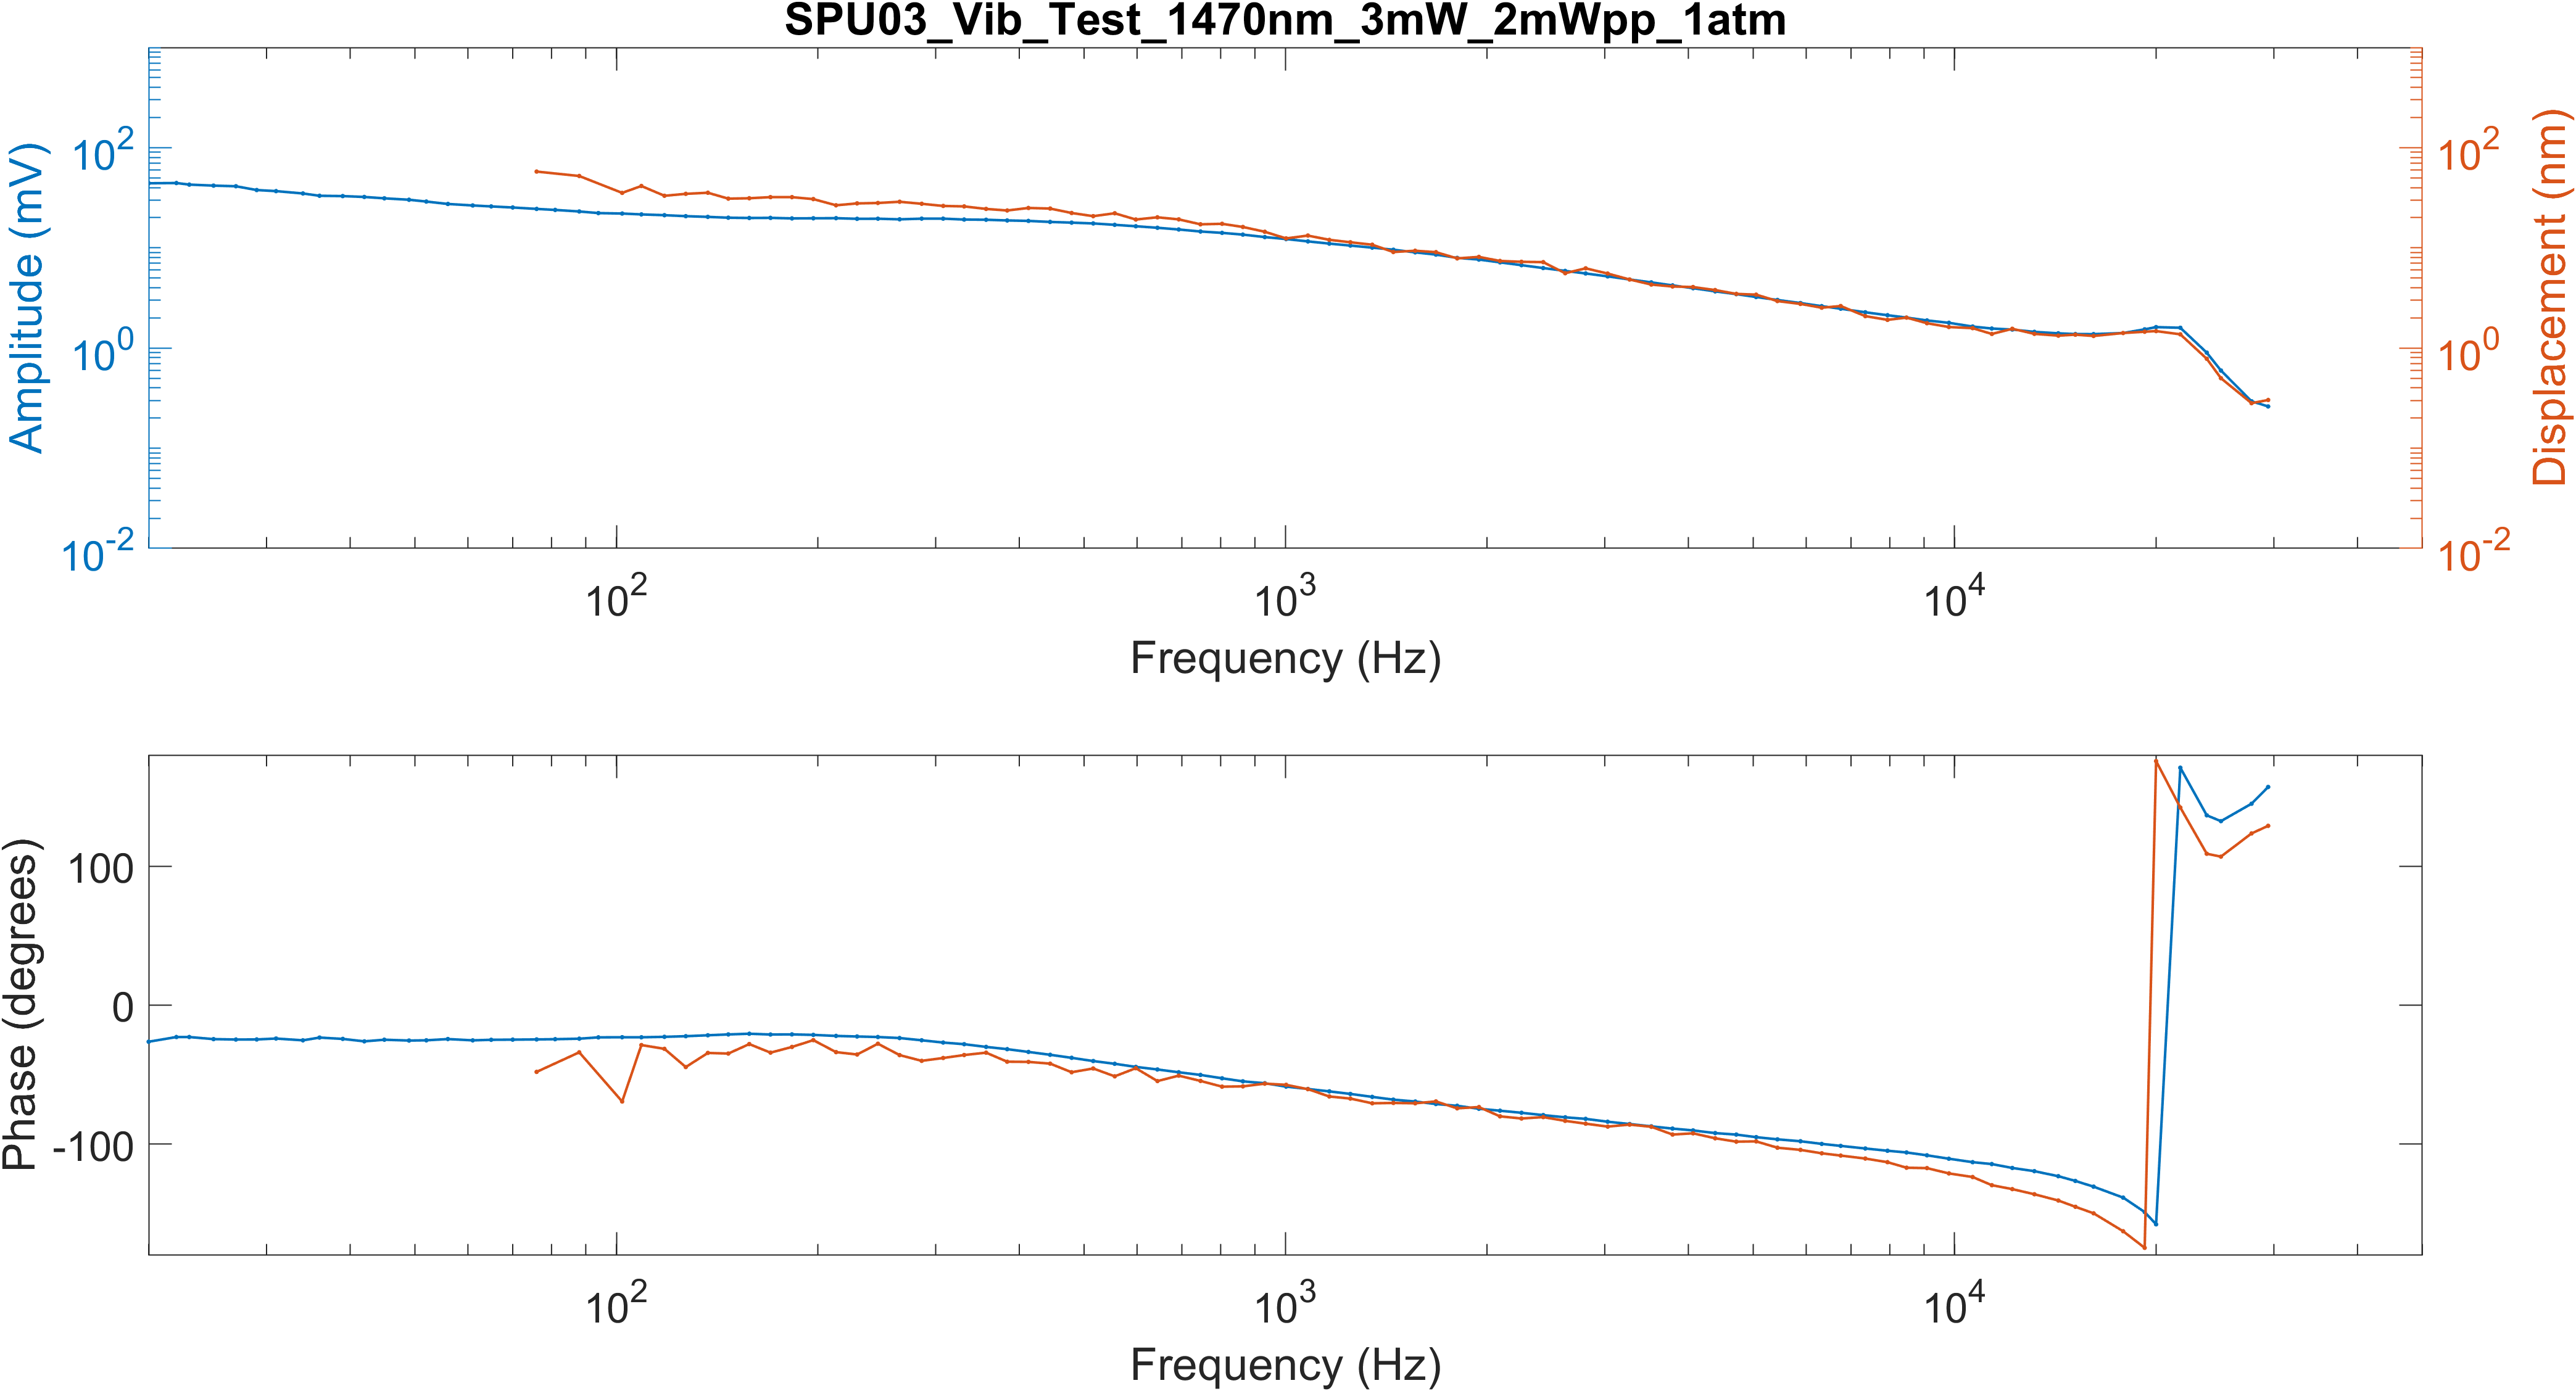 SPU03_Vib_Test_1470nm_3mW_2mWpp_1atm
Amplitude (mV)
10^2
10^0
10^-2
Displacement (nm)
10^2
10^0
10^-2
10^2 10^3 10^4
Frequency (Hz)
Phase (degrees)
100
0
-100
10^2 10^3 10^4
Frequency (Hz)